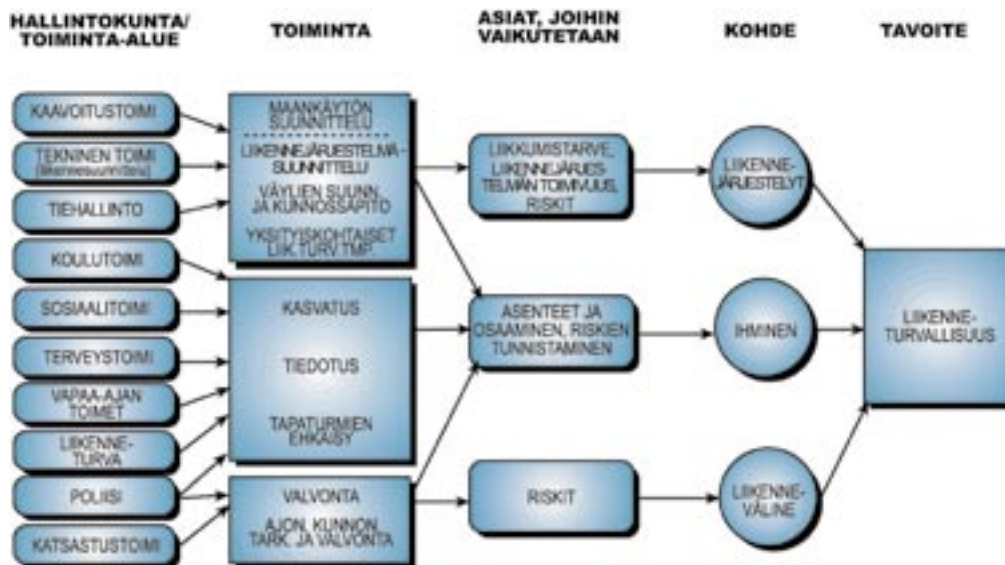 HALLINTOKUNTA/
TOIMINTA-ALUE
TOIMINTA
ASIAT, JOIHIN
VAIKUTETAAN
KOHDE
TAVOITE
KAAVOITUSTOIMI
TEKNINEN TOIMI
(liikennesuunnittelu)
TIEHALLINTO
KOULUTOIMI
SOSIAALITOIMI
TERVEYSTOIMI
VAPAA-AJAN
TOIMET
LIIKENNE-
TURVA
POLIISI
KATSASTUSTOIMI
MAANKÄYTÖN
SUUNNITTELU
LIIKENNEJÄRJESTELMÄ-
SUUNNITTELU
VÄYLIEN SUUNN.
JA KUNNOSSAPITO
YKSITYISKOHTAISET
LIIK.TURV.TMP.
KASVATUS
TIEDOTUS
TAPATURMIEN
EHKÄISY
VALVONTA
AJON. KUNNON
TARK. JA VALVONTA
LIIKKUMISTARVE,
LIIKENNEJÄRJES-
TELMÄN TOIMIVUUS,
RISKIT
ASENTEET JA
OSAAMINEN, RISKIEN
TUNNISTAMINEN
RISKIT
LIIKENNE-
JÄRJESTELYT
IHMINEN
LIIKENNE-
VÄLINE
LIIKENNE-
TURVALLISUUS